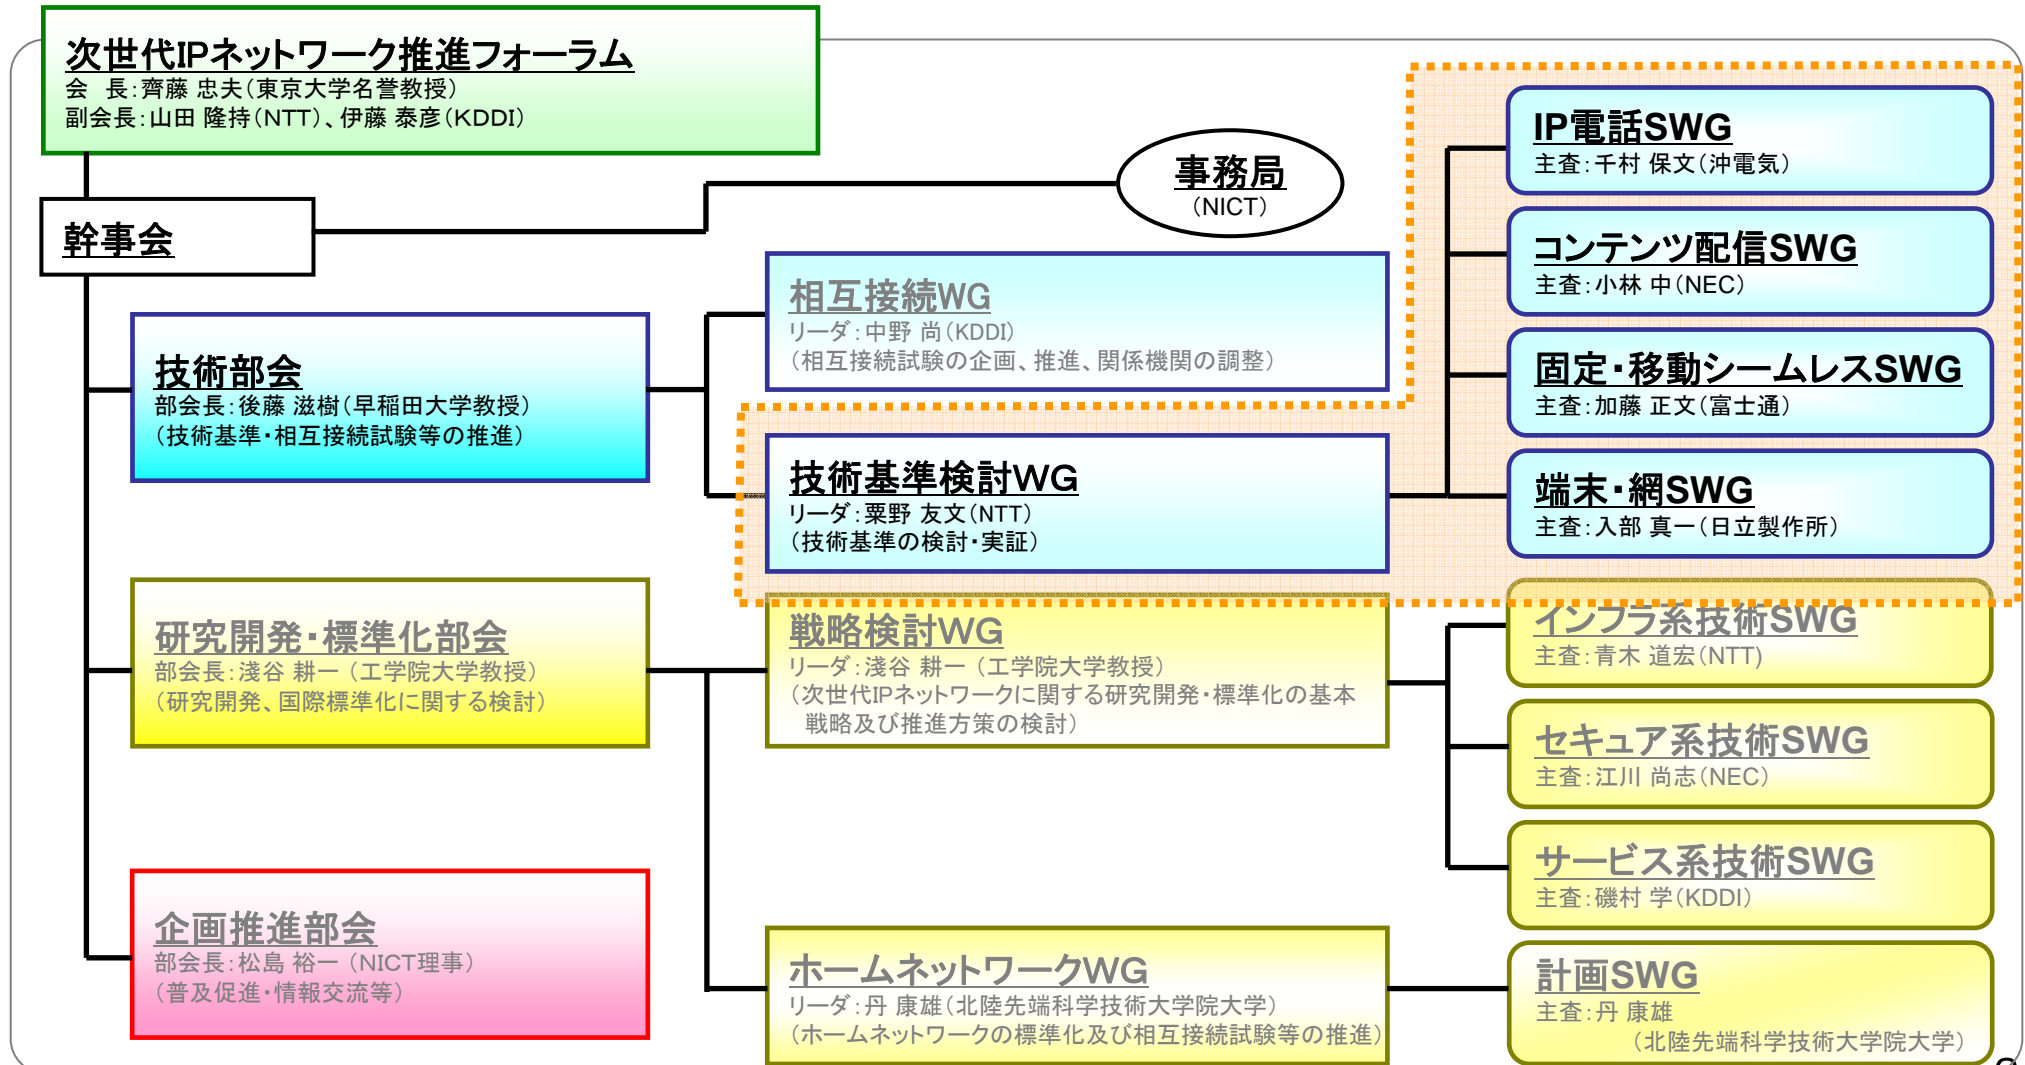 次世代IPネットワーク推進フォーラム
会　長：齊藤 忠夫（東京大学名誉教授）
副会長：山田 隆持（NTT）、伊藤 泰彦（KDDI）
幹事会
事務局
（NICT）
技術部会
部会長：後藤 滋樹（早稲田大学教授）
（技術基準・相互接続試験等の推進）
相互接続WG
リーダ：中野 尚（KDDI）
（相互接続試験の企画、推進、関係機関の調整）
技術基準検討WG
リーダ：粟野 友文（NTT）
（技術基準の検討・実証）
IP電話SWG
主査：千村 保文（沖電気）
コンテンツ配信SWG
主査：小林 中（NEC）
固定・移動シームレスSWG
主査：加藤 正文（富士通）
端末・網SWG
主査：入部 真一（日立製作所）
研究開発・標準化部会
部会長：淺谷 耕一 （工学院大学教授）
（研究開発、国際標準化に関する検討）
戦略検討WG
リーダ：淺谷 耕一 （工学院大学教授）
（次世代IPネットワークに関する研究開発・標準化の基本
戦略及び推進方策の検討）
インフラ系技術SWG
主査：青木 道宏（NTT)
セキュア系技術SWG
主査：江川 尚志（NEC）
サービス系技術SWG
主査：磯村 学（KDDI）
企画推進部会
部会長：松島 裕一 （NICT理事）
（普及促進・情報交流等）
ホームネットワークWG
リーダ：丹 康雄（北陸先端科学技術大学院大学）
（ホームネットワークの標準化及び相互接続試験等の推進）
計画SWG
主査：丹 康雄
（北陸先端科学技術大学院大学）